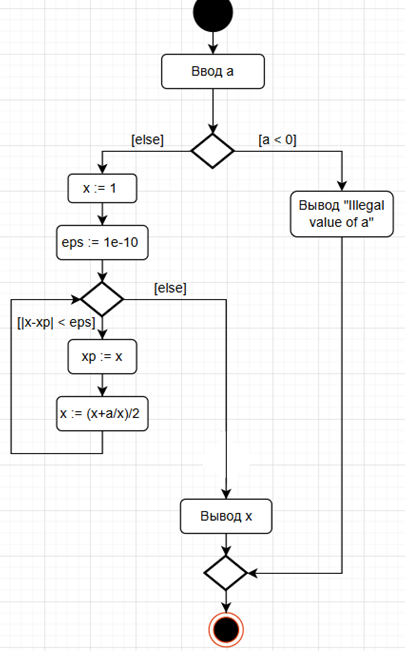 Ввод a
[else]
[a < 0]
x := 1
Вывод "Illegal
value of a"
eps := 1e-10
[else]
[|x-xp| < eps]
xp := x
x := (x+a/x)/2
Вывод x